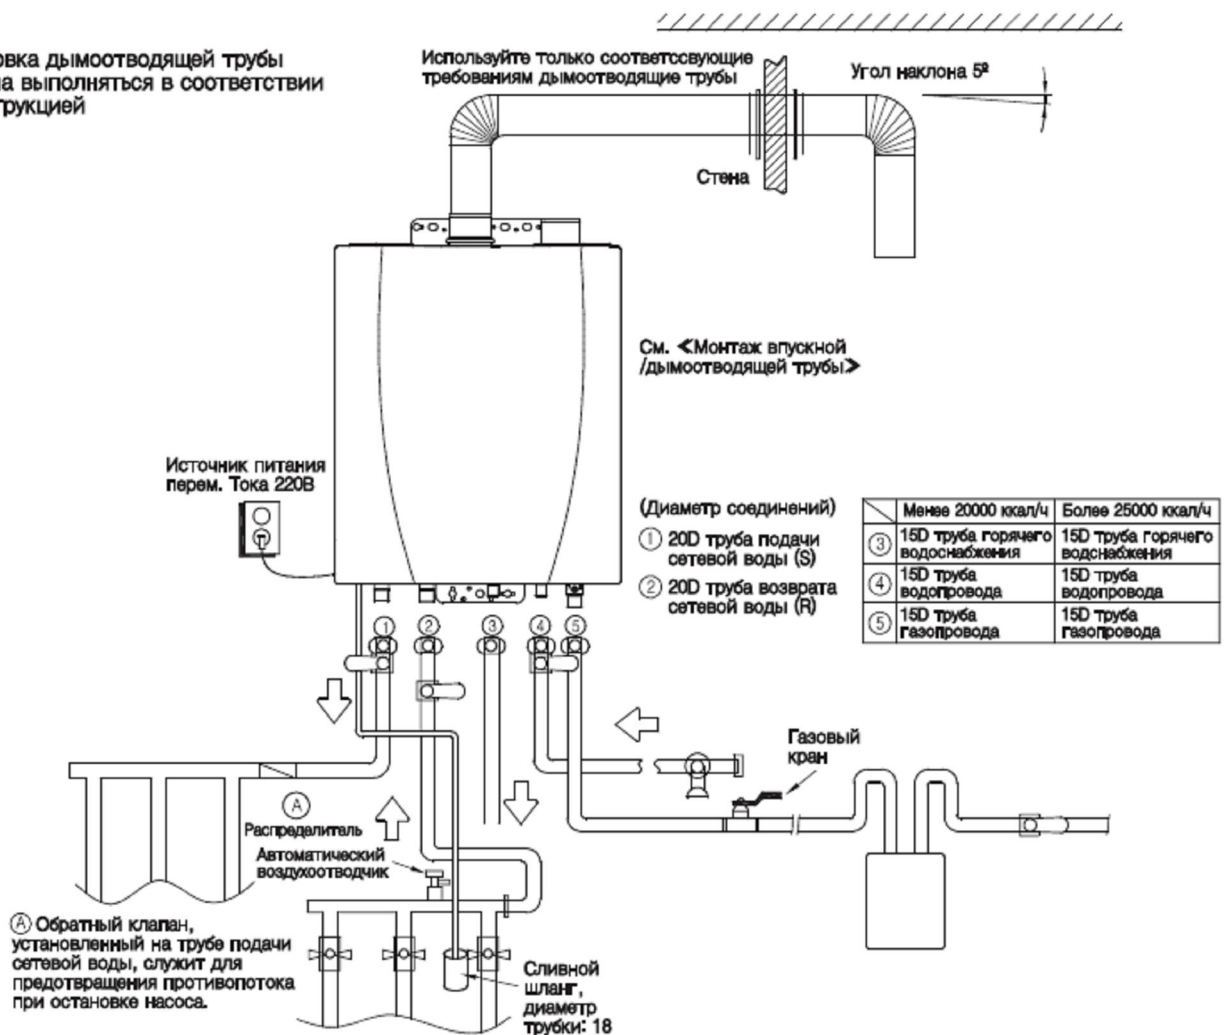 овка дымоотводящей трубы
на выполняться в соответствии
трукцией
Используйте только соответссвующие
требованиям дымоотводящие трубы
Угол наклона 5º
Стена
См. ≪Монтаж впускной
/дымоотводящей трубы≫
Источник питания
перем. Тока 220В
(Диаметр соединений)
① 20D труба подачи
сетевой воды (S)
② 20D труба возврата
сетевой воды (R)
Менее 20000 ккал/ч Более 25000 ккал/ч
③ 15D труба горячего 15D труба горячего
водоснабжения водснабжения
④ 15D труба 15D труба
водопровода водопровода
⑤ 15D труба 15D труба
газопровода газопровода
① ② ③ ④ ⑤
Газовый
кран
Ⓐ
Распределитель
Автоматический
воздухоотводчик
Ⓐ Обратный клапан,
установленный на трубе подачи
сетевой воды, служит для
предотвращения противопотока
при остановке насоса.
Сливной
шланг,
диаметр
трубки: 18